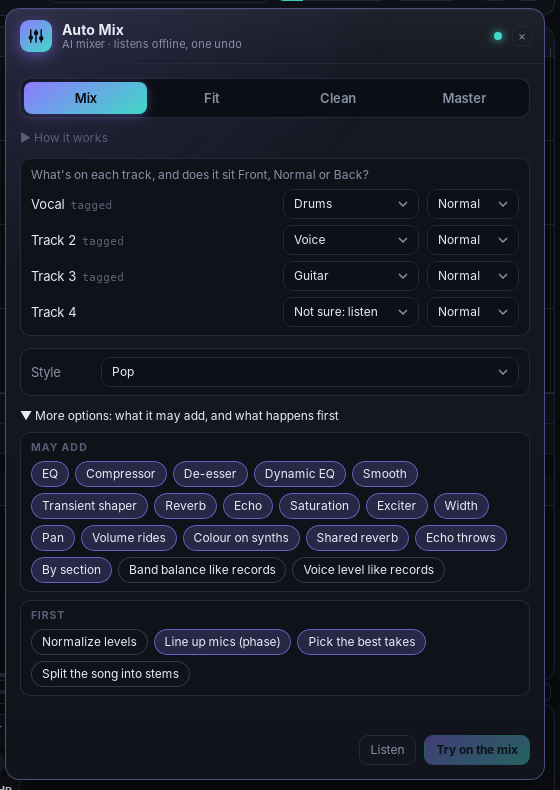 Auto Mix
AI mixer · listens offline, one undo
×
Mix Fit Clean Master
▶ How it works
What's on each track, and does it sit Front, Normal or Back?
Vocal tagged Drums Normal
Track 2 tagged Voice Normal
Track 3 tagged Guitar Normal
Track 4 Not sure: listen Normal
Style Pop
▼ More options: what it may add, and what happens first
MAY ADD
EQ Compressor De-esser Dynamic EQ Smooth
Transient shaper Reverb Echo Saturation Exciter Width
Pan Volume rides Colour on synths Shared reverb Echo throws
By section Band balance like records Voice level like records
FIRST
Normalize levels Line up mics (phase) Pick the best takes
Split the song into stems
Listen Try on the mix